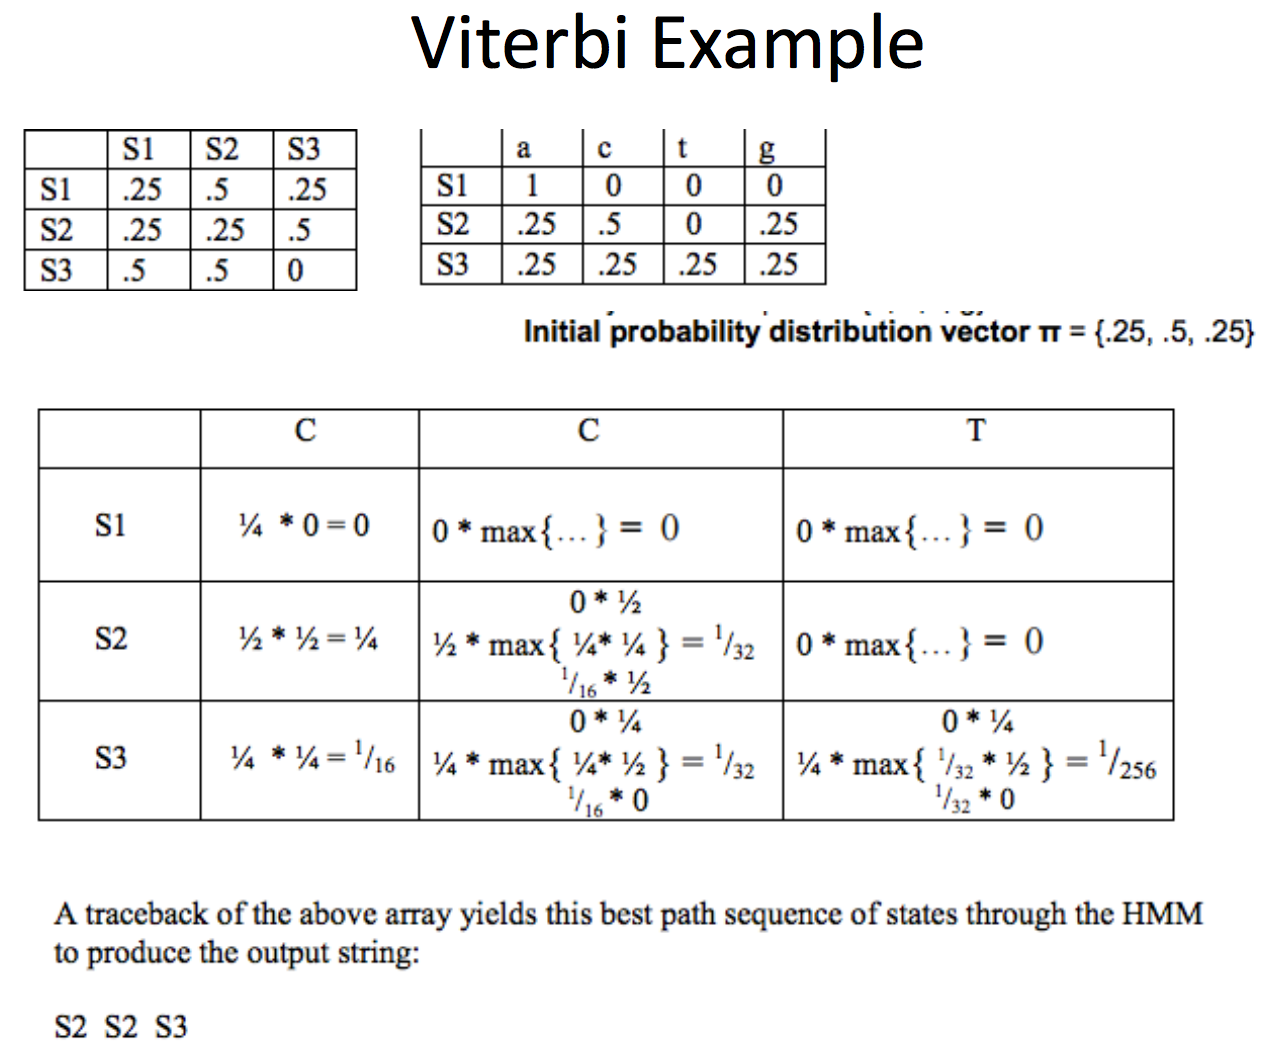 Viterbi Example
S1 S2 S3
S1 .25 .5 .25
S2 .25 .25 .5
S3 .5 .5 0
a c t g
S1 1 0 0 0
S2 .25 .5 0 .25
S3 .25 .25 .25 .25
Initial probability distribution vector π = {.25, .5, .25}
C C T
S1 ¼ * 0 = 0 0 * max{...} = 0 0 * max{...} = 0
0 * ½
S2 ½ * ½ = ¼ ½ * max{ ¼* ¼ } = 1/32 0 * max{...} = 0
1/16 * ½
0 * ¼ 0 * ¼
S3 ¼ * ¼ = 1/16 ¼ * max{ ¼* ½ } = 1/32 ¼ * max{ 1/32 * ½ } = 1/256
1/16 * 0 1/32 * 0
A traceback of the above array yields this best path sequence of states through the HMM
to produce the output string:
S2 S2 S3